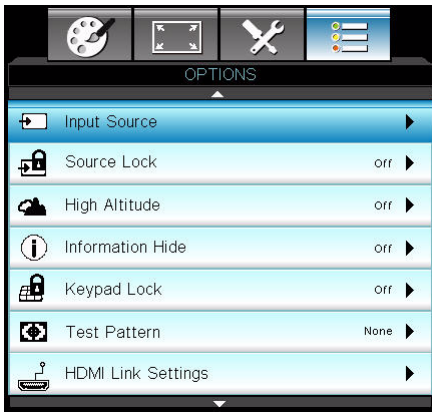 OPTIONS
Input Source
Source Lock Off
High Altitude Off
Information Hide Off
Keypad Lock Off
Test Pattern None
HDMI Link Settings